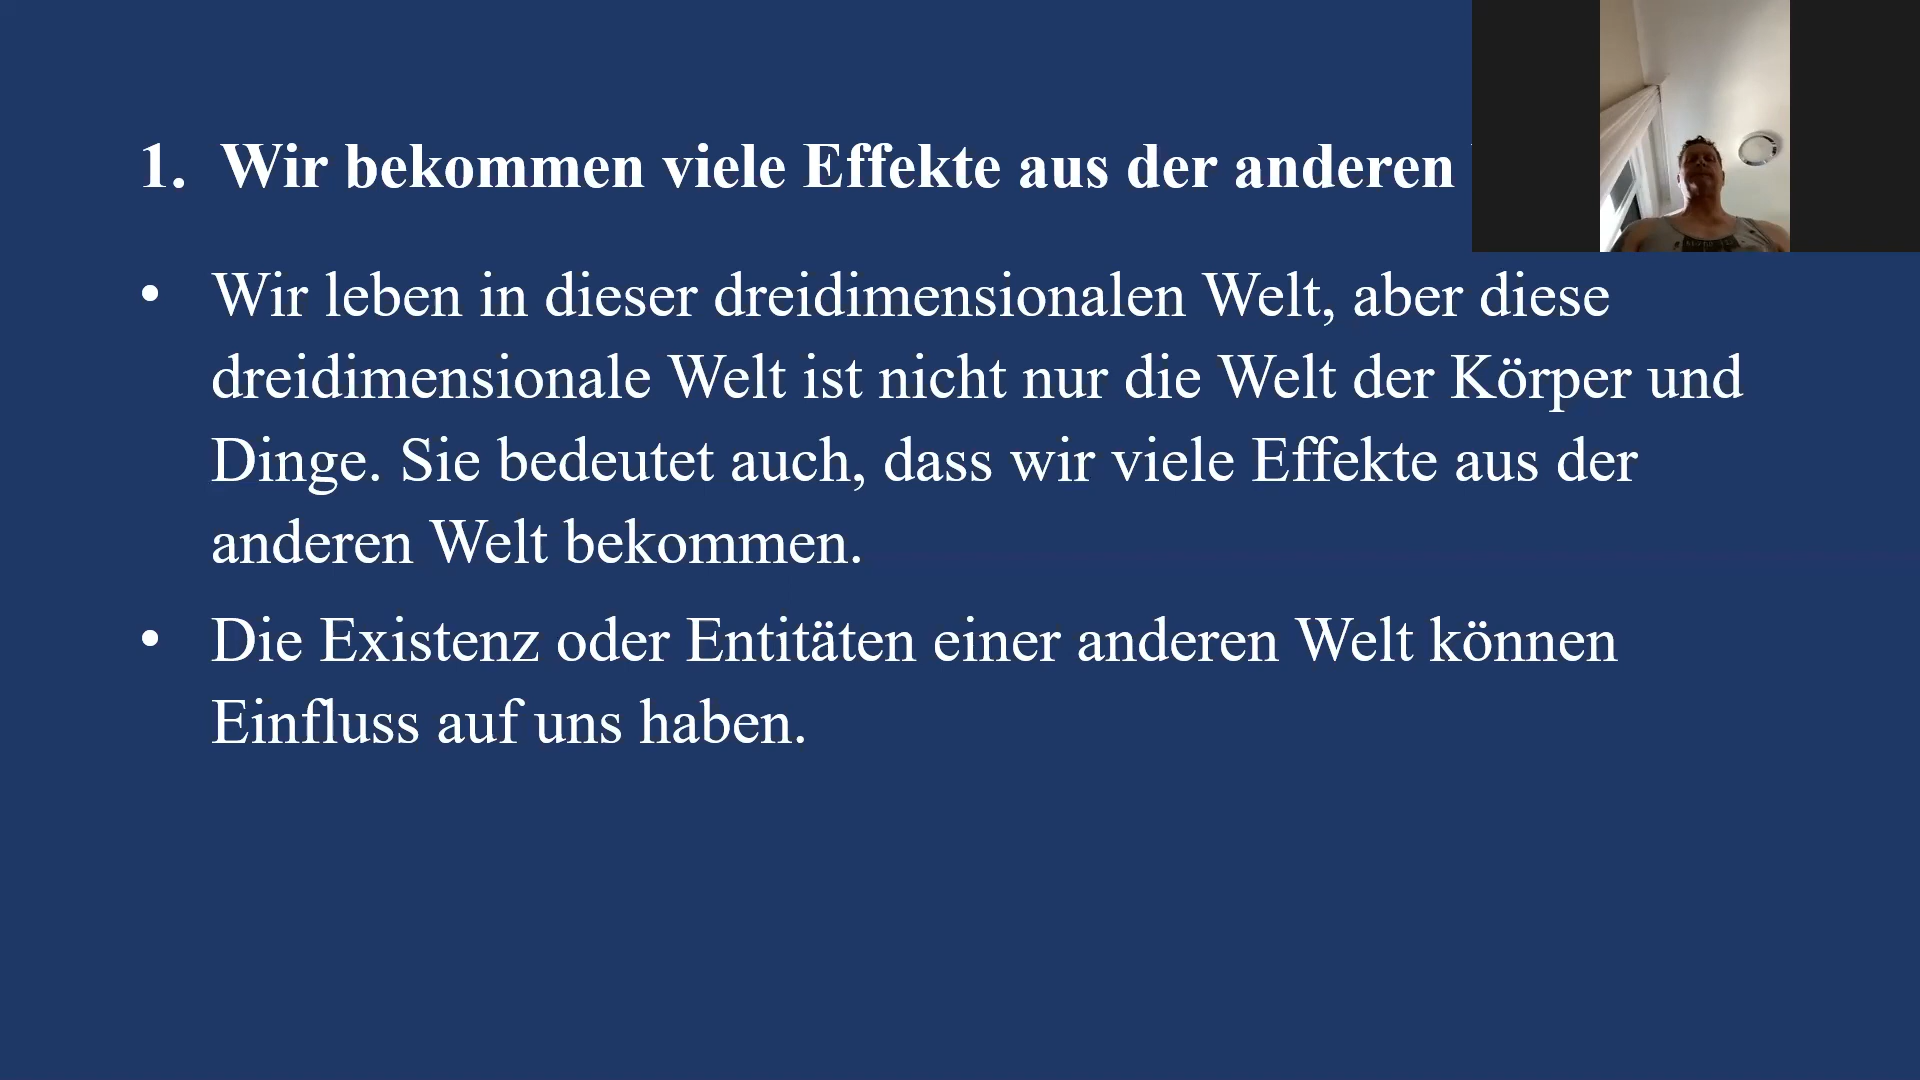 1. Wir bekommen viele Effekte aus der anderen
• Wir leben in dieser dreidimensionalen Welt, aber diese
dreidimensionale Welt ist nicht nur die Welt der Körper und
Dinge. Sie bedeutet auch, dass wir viele Effekte aus der
anderen Welt bekommen.
• Die Existenz oder Entitäten einer anderen Welt können
Einfluss auf uns haben.